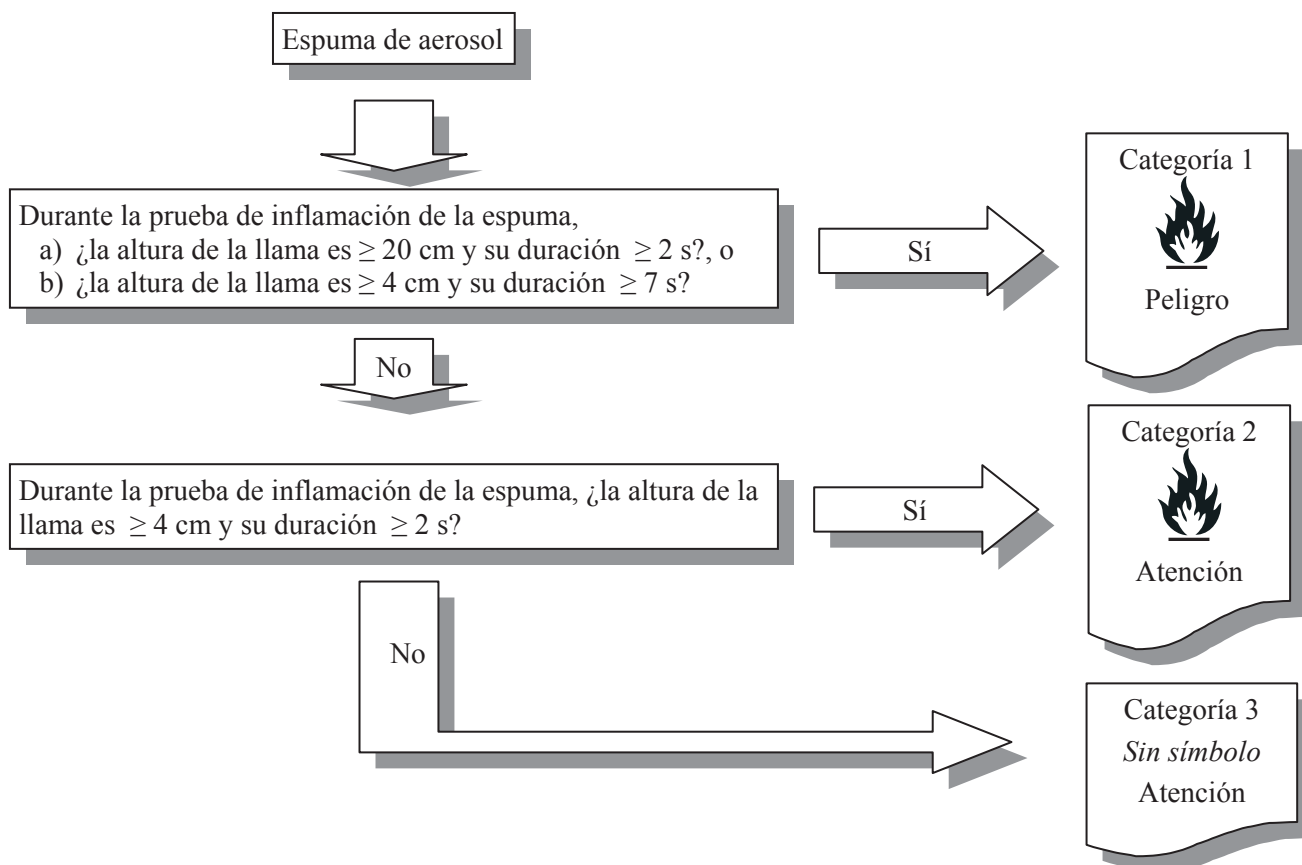 Espuma de aerosol
Durante la prueba de inflamación de la espuma,
a) ¿la altura de la llama es ≥ 20 cm y su duración ≥ 2 s?, o
b) ¿la altura de la llama es ≥ 4 cm y su duración ≥ 7 s?
Sí
Categoría 1
Peligro
No
Durante la prueba de inflamación de la espuma, ¿la altura de la
llama es ≥ 4 cm y su duración ≥ 2 s?
Sí
Categoría 2
Atención
No
Categoría 3
Sin símbolo
Atención